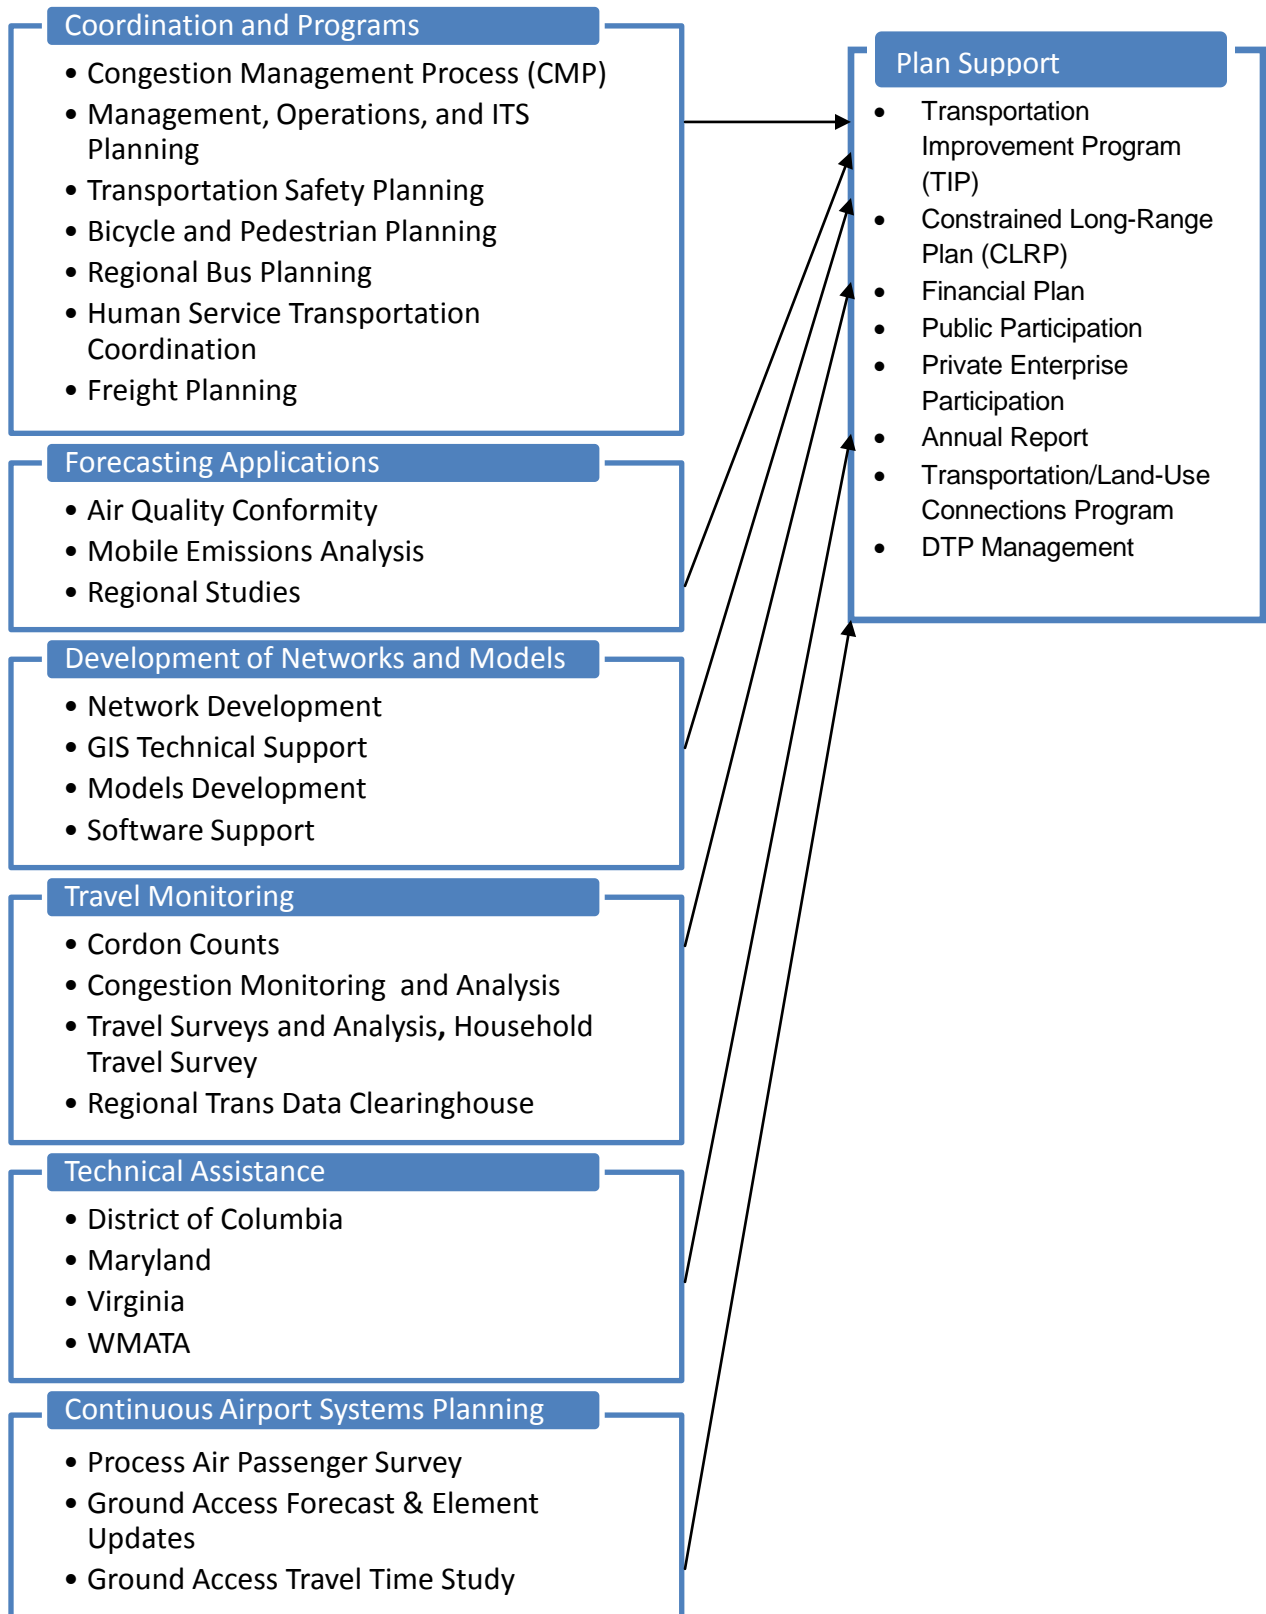 Coordination and Programs
• Congestion Management Process (CMP)
• Management, Operations, and ITS
Planning
• Transportation Safety Planning
• Bicycle and Pedestrian Planning
• Regional Bus Planning
• Human Service Transportation
Coordination
• Freight Planning
Forecasting Applications
• Air Quality Conformity
• Mobile Emissions Analysis
• Regional Studies
Development of Networks and Models
• Network Development
• GIS Technical Support
• Models Development
• Software Support
Travel Monitoring
• Cordon Counts
• Congestion Monitoring and Analysis
• Travel Surveys and Analysis, Household
Travel Survey
• Regional Trans Data Clearinghouse
Technical Assistance
• District of Columbia
• Maryland
• Virginia
• WMATA
Continuous Airport Systems Planning
• Process Air Passenger Survey
• Ground Access Forecast & Element
Updates
• Ground Access Travel Time Study
Plan Support
• Transportation
Improvement Program
(TIP)
• Constrained Long-Range
Plan (CLRP)
• Financial Plan
• Public Participation
• Private Enterprise
Participation
• Annual Report
• Transportation/Land-Use
Connections Program
• DTP Management